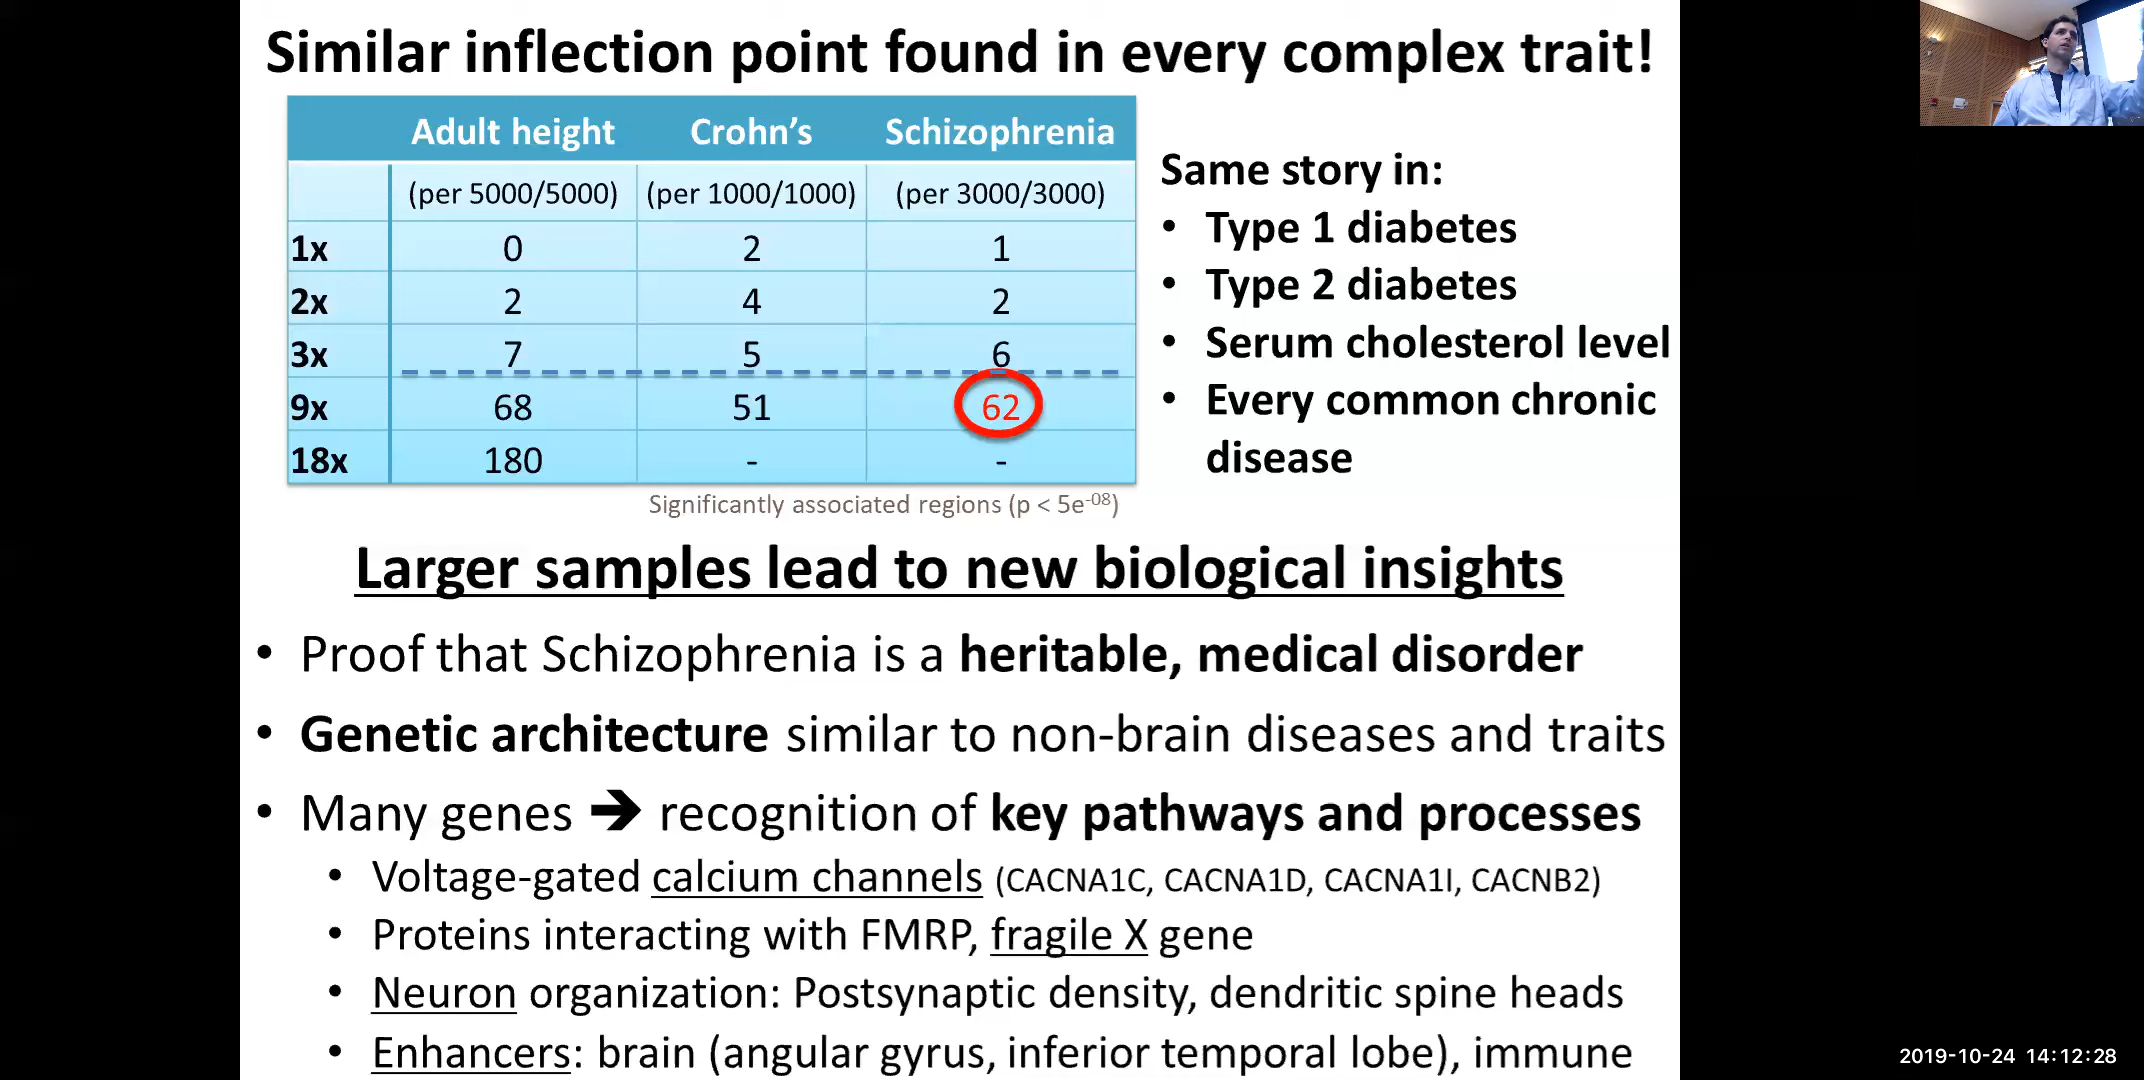 Similar inflection point found in every complex trait!
Adult height Crohn's Schizophrenia
(per 5000/5000) (per 1000/1000) (per 3000/3000)
1x 0 2 1
2x 2 4 2
3x 7 5 6
9x 68 51 62
18x 180 - -
Significantly associated regions (p < 5e-08)
Same story in:
• Type 1 diabetes
• Type 2 diabetes
• Serum cholesterol level
• Every common chronic
disease
Larger samples lead to new biological insights
• Proof that Schizophrenia is a heritable, medical disorder
• Genetic architecture similar to non-brain diseases and traits
• Many genes ➔ recognition of key pathways and processes
• Voltage-gated calcium channels (CACNA1C, CACNA1D, CACNA1I, CACNB2)
• Proteins interacting with FMRP, fragile X gene
• Neuron organization: Postsynaptic density, dendritic spine heads
• Enhancers: brain (angular gyrus, inferior temporal lobe), immune
2019-10-24 14:12:28